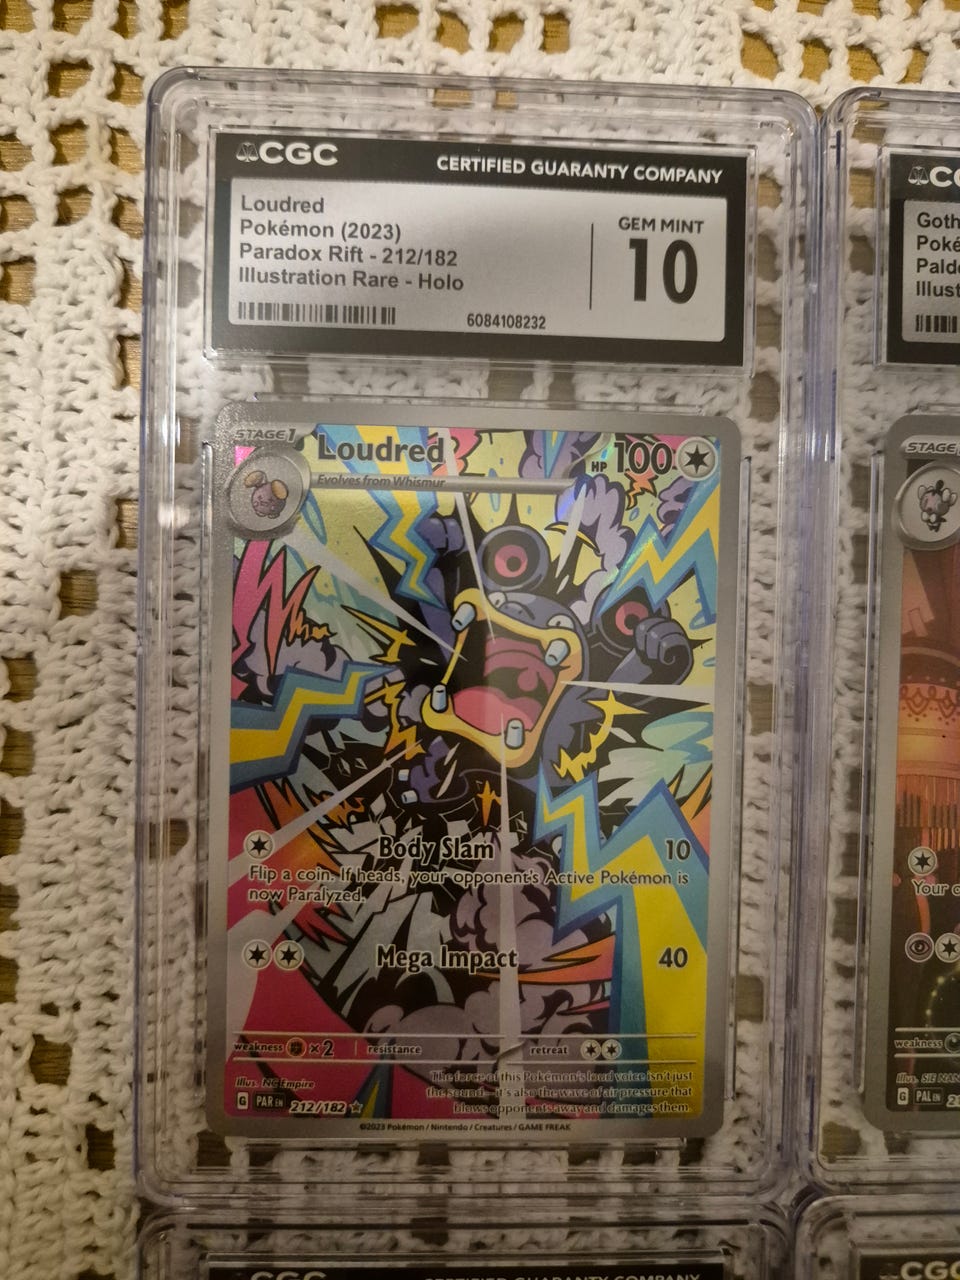 CGC
CERTIFIED GUARANTY COMPANY
Loudred
Pokémon (2023)
Paradox Rift - 212/182
Illustration Rare - Holo
GEM MINT
10
6084108232
STAGE1
Loudred
HP 100
Evolves from Whismur
Body Slam 10
Flip a coin. If heads, your opponent's Active Pokémon is
now Paralyzed.
Mega Impact 40
weakness ×2 resistance retreat
Illus. NC Empire
The force of this Pokémon's loud voice isn't just
the sound—it's also the wave of air pressure that
blows opponents away and damages them.
G PAR EN 212/182
©2023 Pokémon / Nintendo / Creatures / GAME FREAK
CGC
Goth
Poké
Palde
Illust
STAGE
Your
weakness
Illus. SIE NAN
G PAL EN
CGC
CERTIFIED GUARANTY COMPANY
CGC